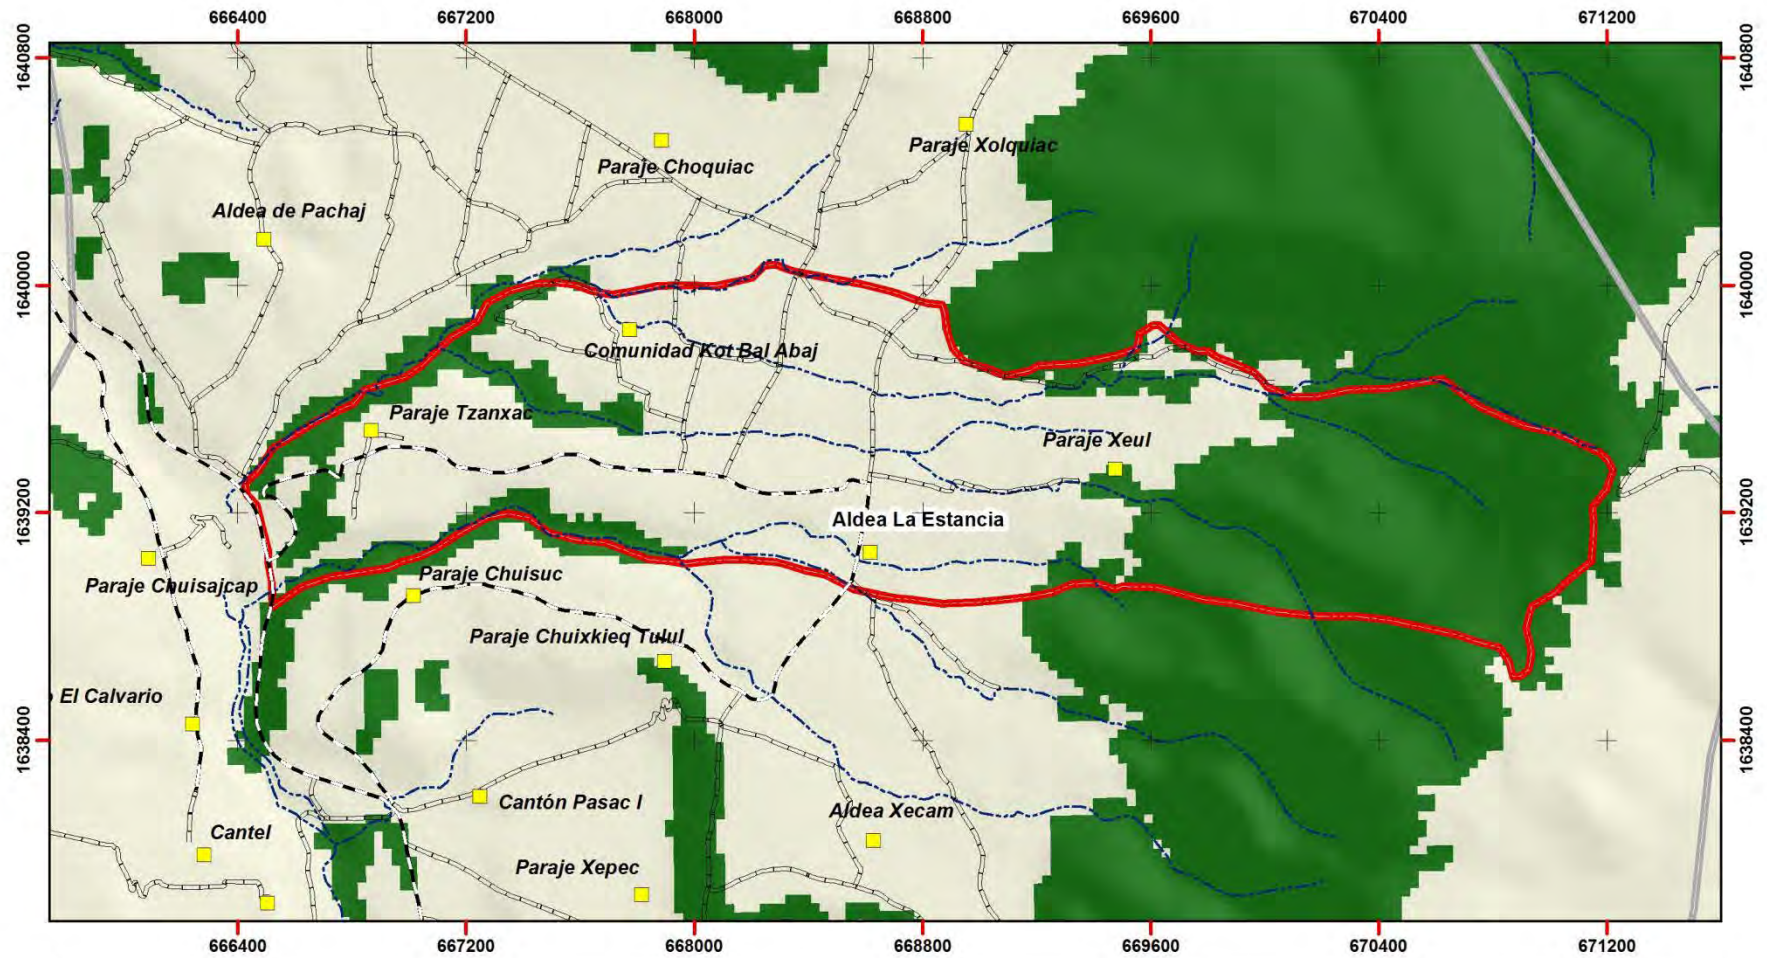 666400 667200 668000 668800 669600 670400 671200
1640800
1640800
Paraje Xolquiac
Paraje Choquiac
Aldea de Pachaj
1640000
1640000
Comunidad Kot Bal Abaj
Paraje Tzanxac
Paraje Xeul
1639200
1639200
Aldea La Estancia
Paraje Chuisajcap
Paraje Chuisuc
Paraje Chuixkieq Tulul
El Calvario
1638400
1638400
Cantón Pasac I
Aldea Xecam
Cantel
Paraje Xepec
666400 667200 668000 668800 669600 670400 671200